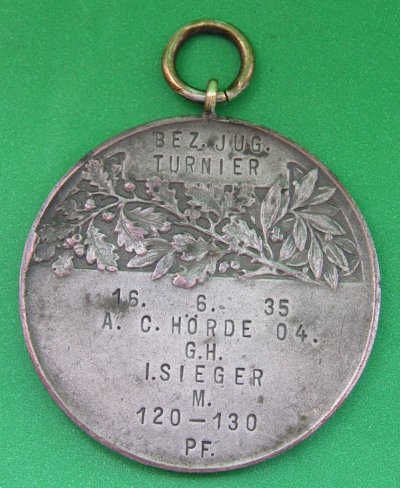 BEZ. JUG.
TURNIER
16. 6. 35
A. C. HÖRDE 04.
G.H.
I.SIEGER
M.
120-130
PF.